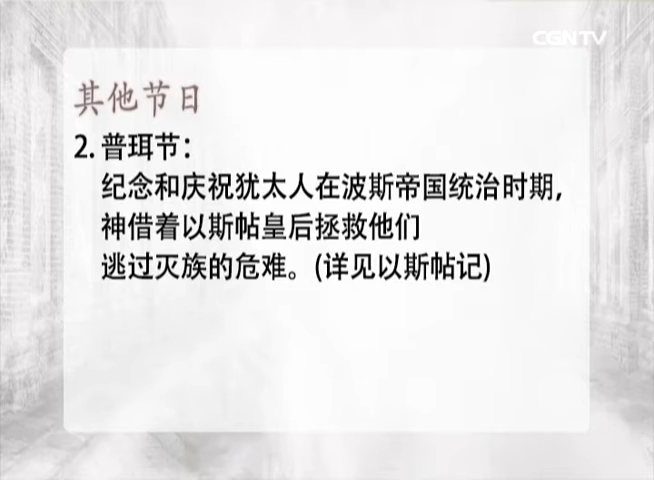 CGNTV
其他节日
2. 普珥节：
纪念和庆祝犹太人在波斯帝国统治时期，
神借着以斯帖皇后拯救他们
逃过灭族的危难。(详见以斯帖记)